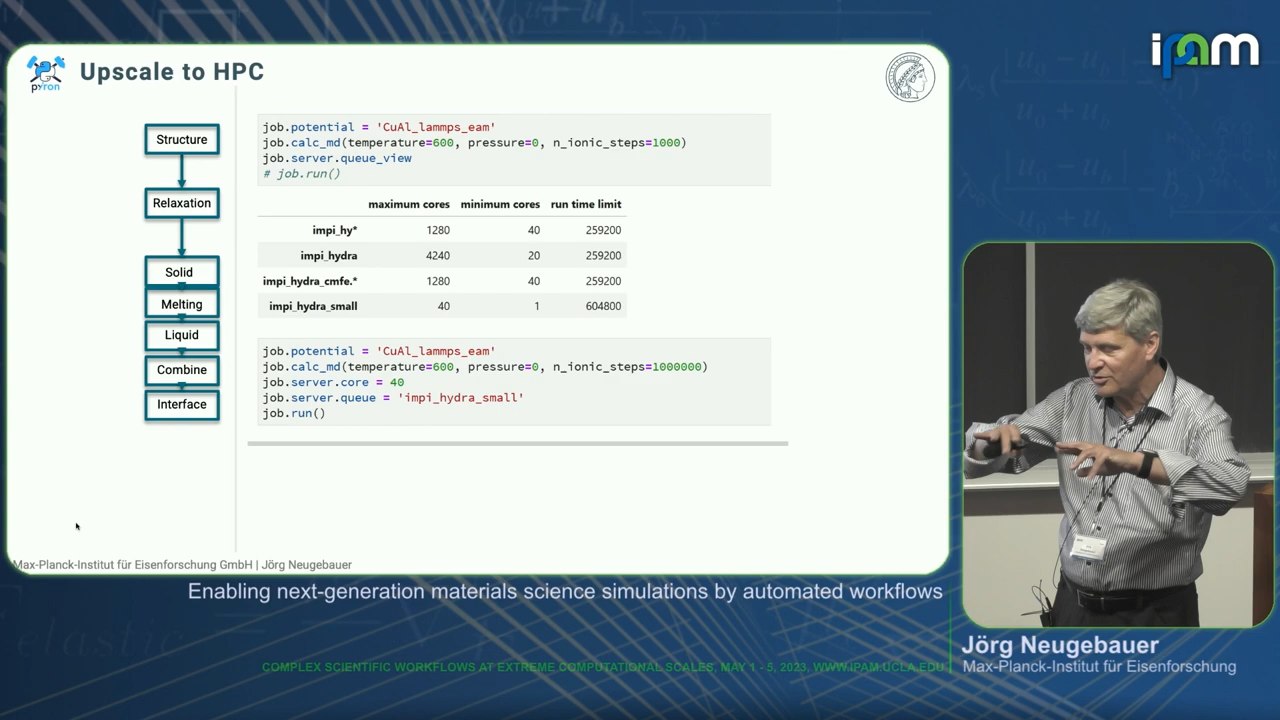 ipam
pyron
Upscale to HPC
Structure
Relaxation
Solid
Melting
Liquid
Combine
Interface
job.potential = 'CuAl_lammps_eam'
job.calc_md(temperature=600, pressure=0, n_ionic_steps=1000)
job.server.queue_view
# job.run()
maximum cores minimum cores run time limit
impi_hy* 1280 40 259200
impi_hydra 4240 20 259200
impi_hydra_cmfe.* 1280 40 259200
impi_hydra_small 40 1 604800
job.potential = 'CuAl_lammps_eam'
job.calc_md(temperature=600, pressure=0, n_ionic_steps=1000000)
job.server.core = 40
job.server.queue = 'impi_hydra_small'
job.run()
Max-Planck-Institut für Eisenforschung GmbH | Jörg Neugebauer
Enabling next-generation materials science simulations by automated workflows
Jörg Neugebauer
Max-Planck-Institut für Eisenforschung
COMPLEX SCIENTIFIC WORKFLOWS AT EXTREME COMPUTATIONAL SCALES, MAY 1 - 5, 2023, WWW.IPAM.UCLA.EDU
elastic